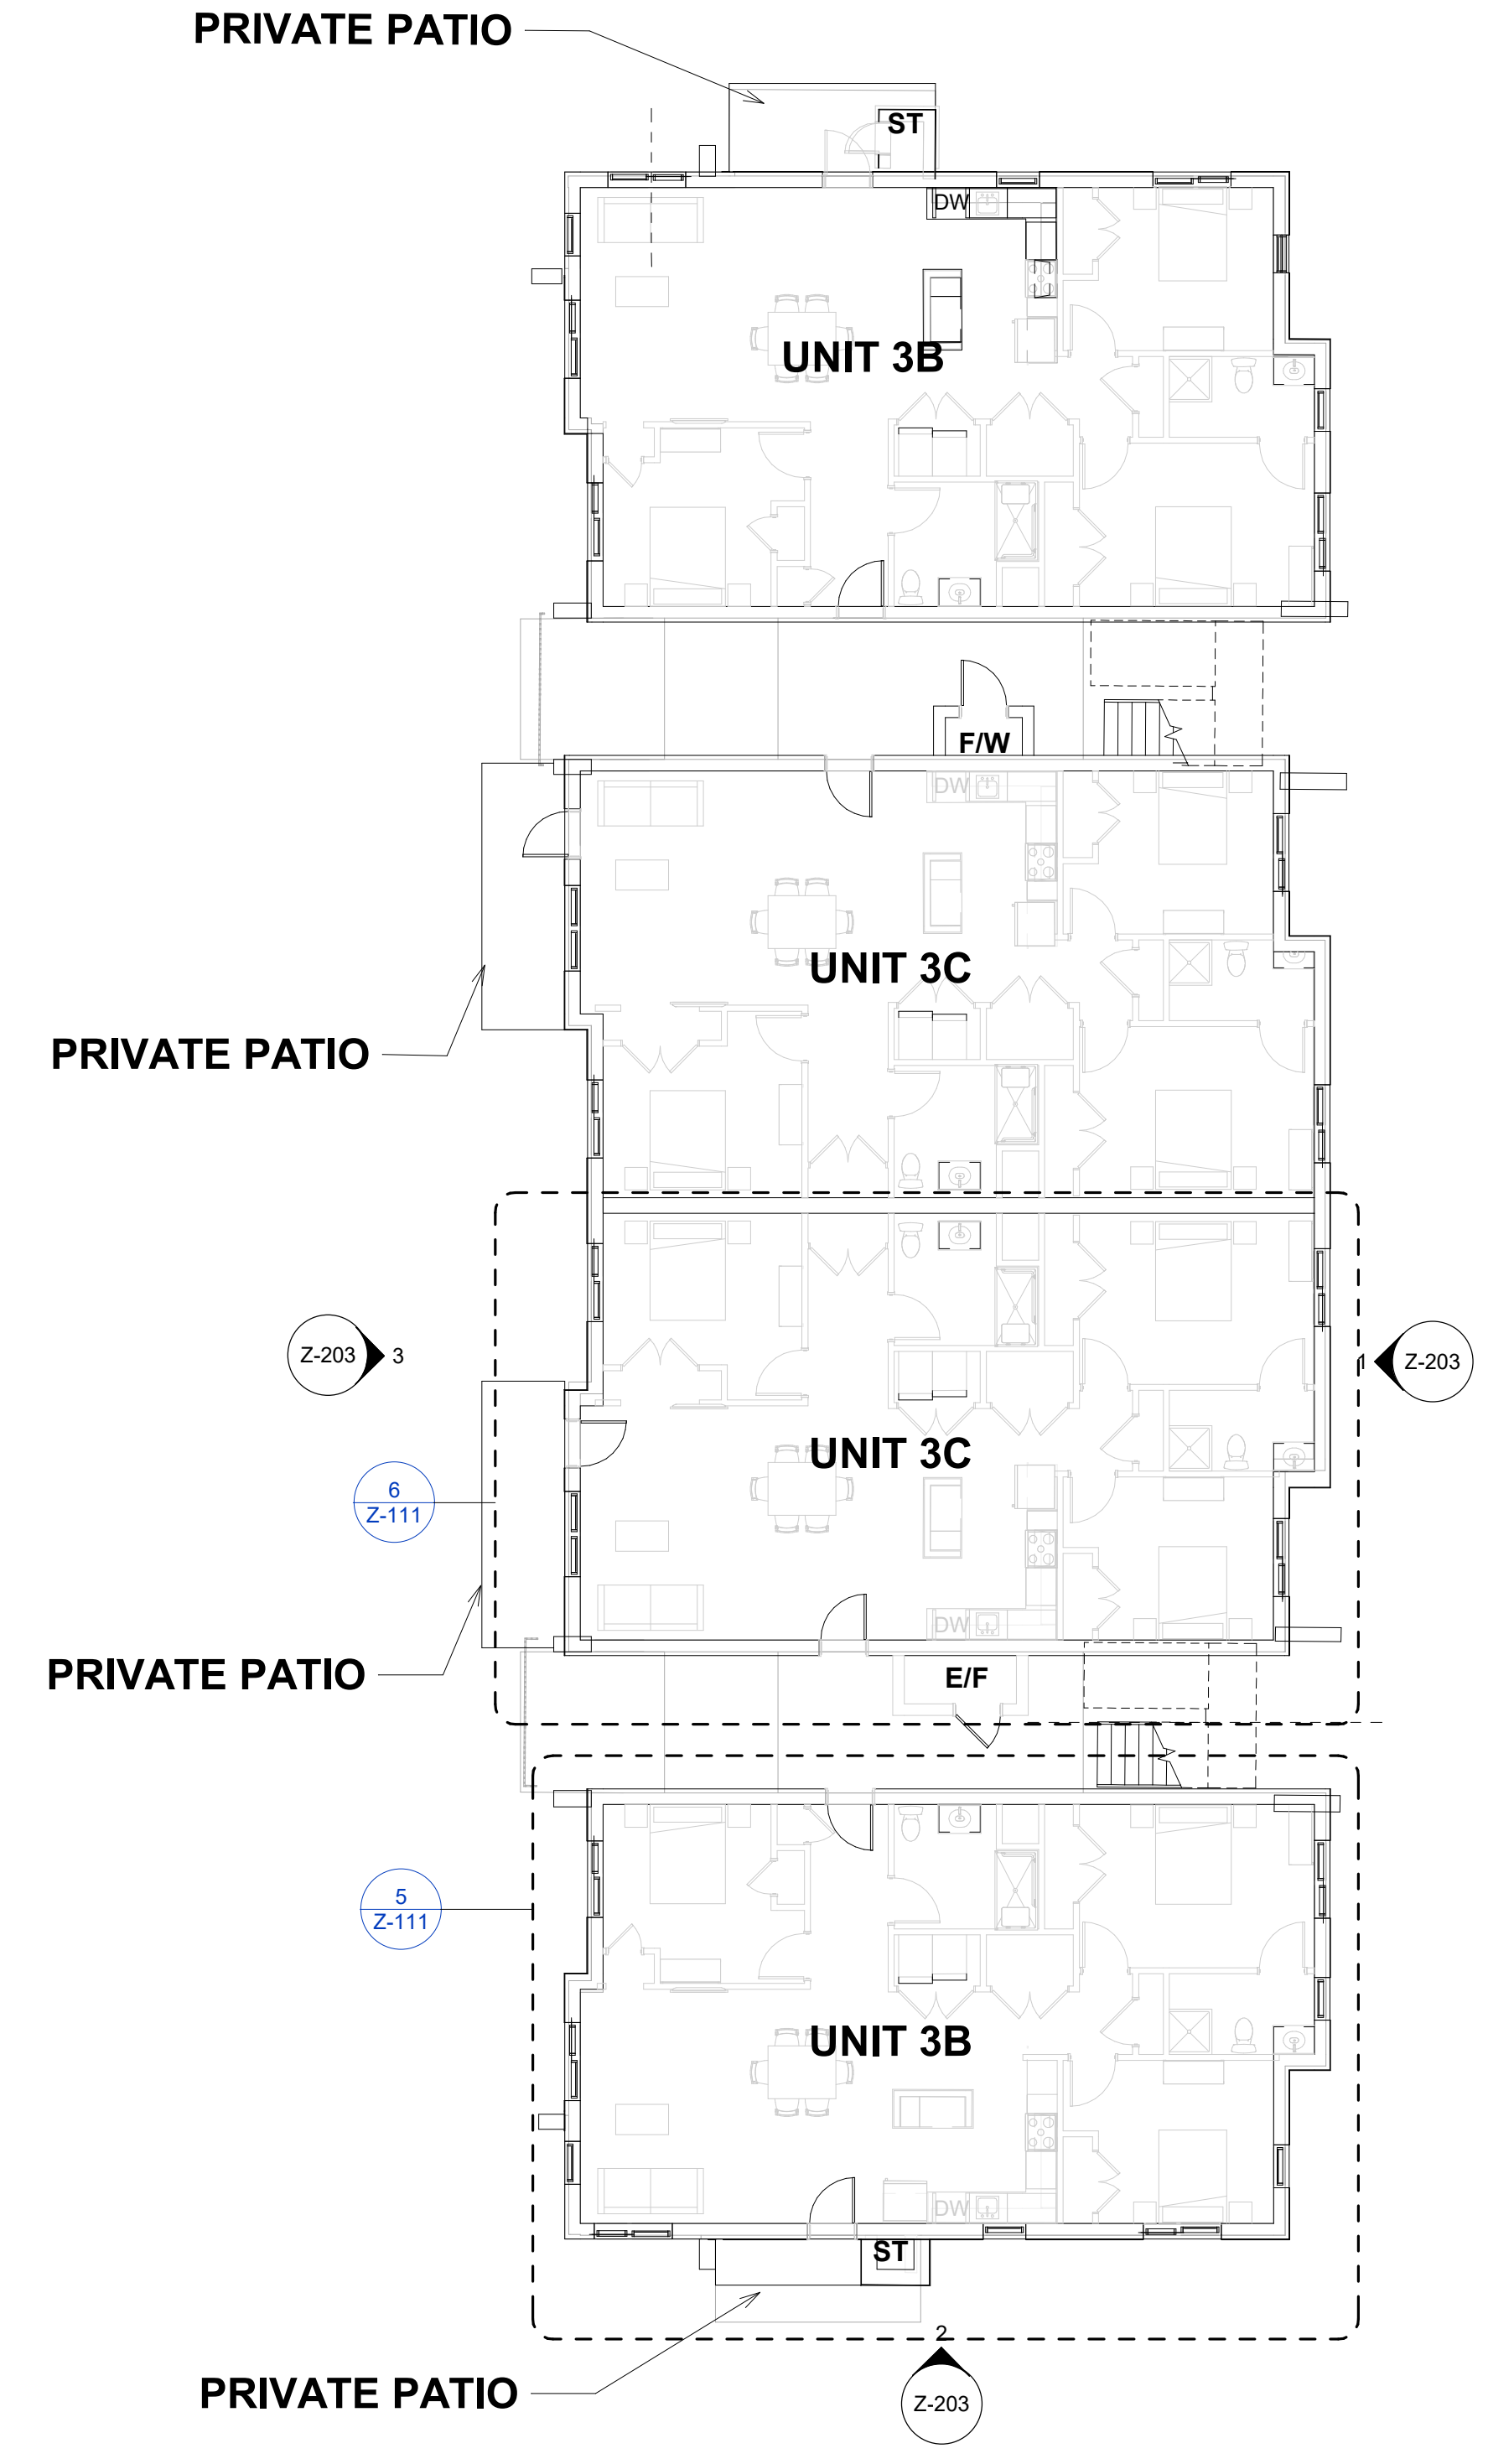 PRIVATE PATIO
ST
DW
UNIT 3B
F/W
DW
UNIT 3C
PRIVATE PATIO
Z-203
3
1
Z-203
UNIT 3C
6
Z-111
DW
PRIVATE PATIO
E/F
5
Z-111
UNIT 3B
DW
ST
2
Z-203
PRIVATE PATIO